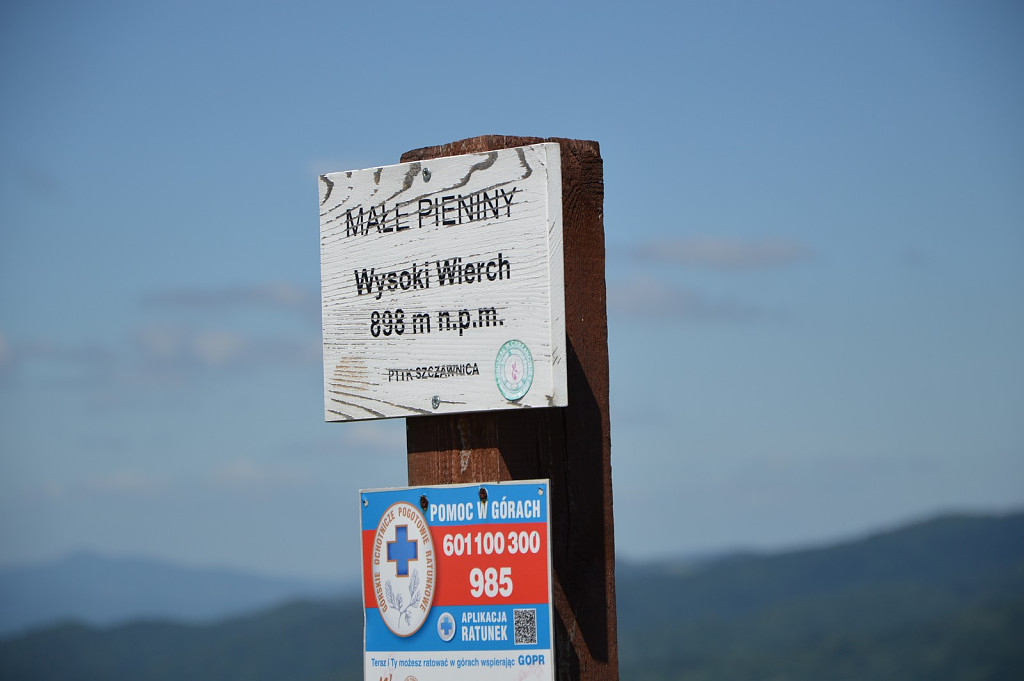 MAŁE PIENINY
Wysoki Wierch
898 m n.p.m.
PTTK SZCZAWNICA
GÓRSKIE OCHOTNICZE POGOTOWIE RATUNKOWE
POMOC W GÓRACH
601 100 300
985
APLIKACJA
RATUNEK
Teraz i Ty możesz ratować w górach wspierając GOPR